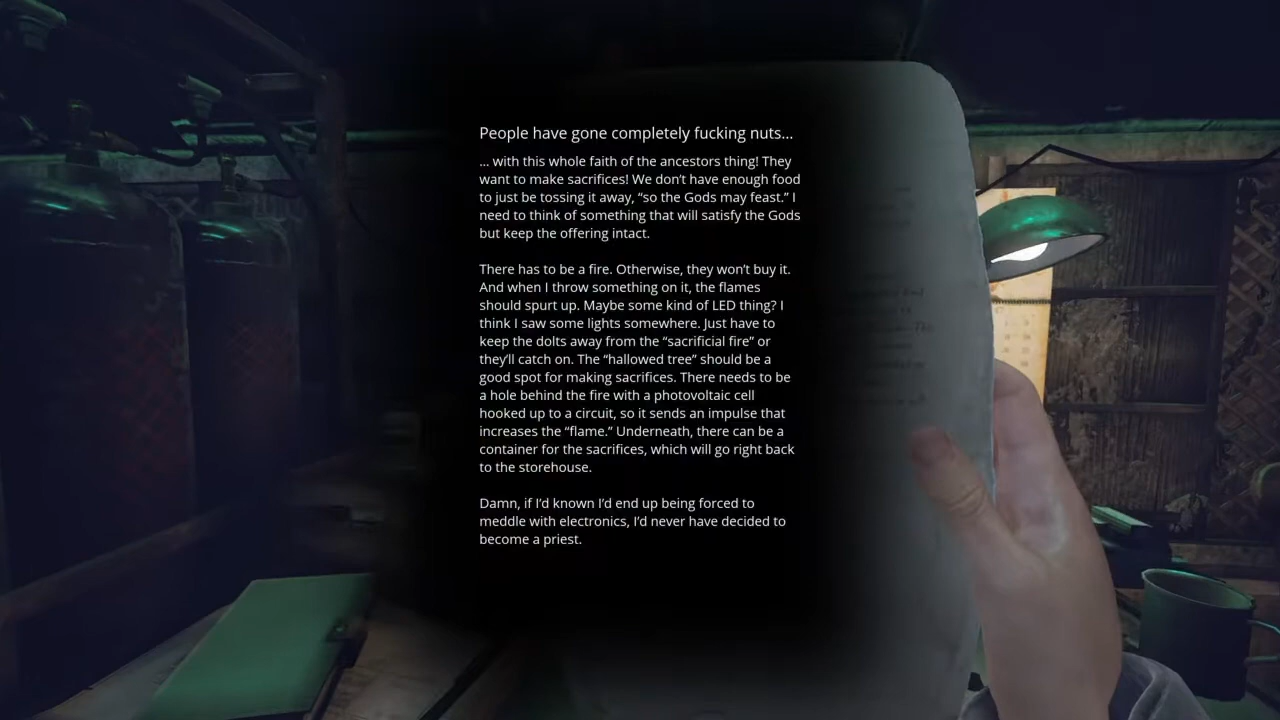 People have gone completely fucking nuts...
... with this whole faith of the ancestors thing! They
want to make sacrifices! We don't have enough food
to just be tossing it away, “so the Gods may feast.” I
need to think of something that will satisfy the Gods
but keep the offering intact.
There has to be a fire. Otherwise, they won't buy it.
And when I throw something on it, the flames
should spurt up. Maybe some kind of LED thing? I
think I saw some lights somewhere. Just have to
keep the dolts away from the “sacrificial fire” or
they'll catch on. The “hallowed tree” should be a
good spot for making sacrifices. There needs to be
a hole behind the fire with a photovoltaic cell
hooked up to a circuit, so it sends an impulse that
increases the “flame.” Underneath, there can be a
container for the sacrifices, which will go right back
to the storehouse.
Damn, if I'd known I'd end up being forced to
meddle with electronics, I'd never have decided to
become a priest.